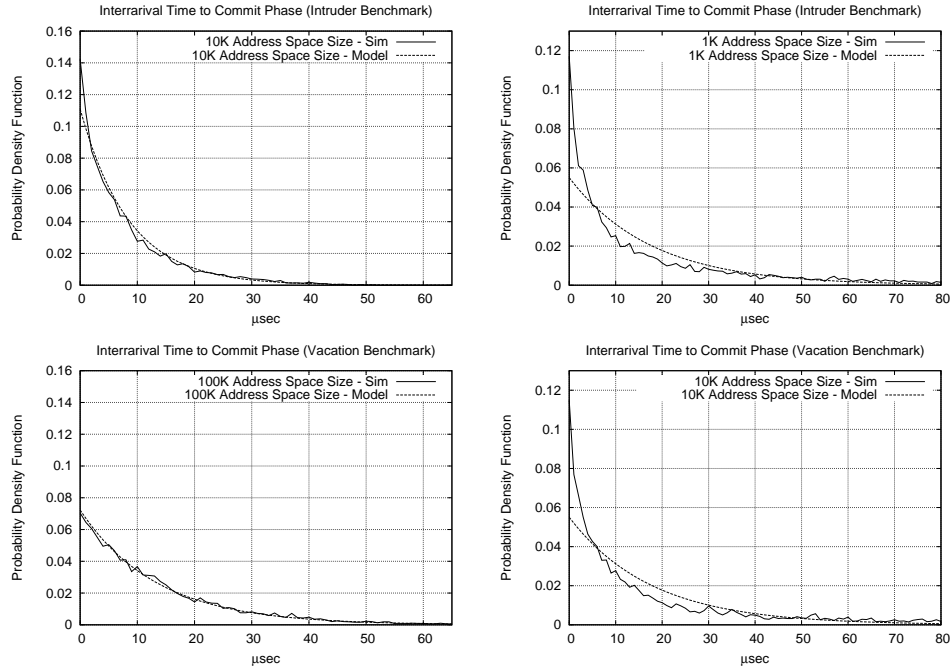 Interrarival Time to Commit Phase (Intruder Benchmark)
0.16
0.14
0.12
0.1
0.08
0.06
0.04
0.02
0
Probability Density Function
10K Address Space Size - Sim
10K Address Space Size - Model
0 10 20 30 40 50 60
μsec
Interrarival Time to Commit Phase (Intruder Benchmark)
0.12
0.1
0.08
0.06
0.04
0.02
0
Probability Density Function
1K Address Space Size - Sim
1K Address Space Size - Model
0 10 20 30 40 50 60 70 80
μsec
Interrarival Time to Commit Phase (Vacation Benchmark)
0.16
0.14
0.12
0.1
0.08
0.06
0.04
0.02
0
Probability Density Function
100K Address Space Size - Sim
100K Address Space Size - Model
0 10 20 30 40 50 60
μsec
Interrarival Time to Commit Phase (Vacation Benchmark)
0.12
0.1
0.08
0.06
0.04
0.02
0
Probability Density Function
10K Address Space Size - Sim
10K Address Space Size - Model
0 10 20 30 40 50 60 70 80
μsec